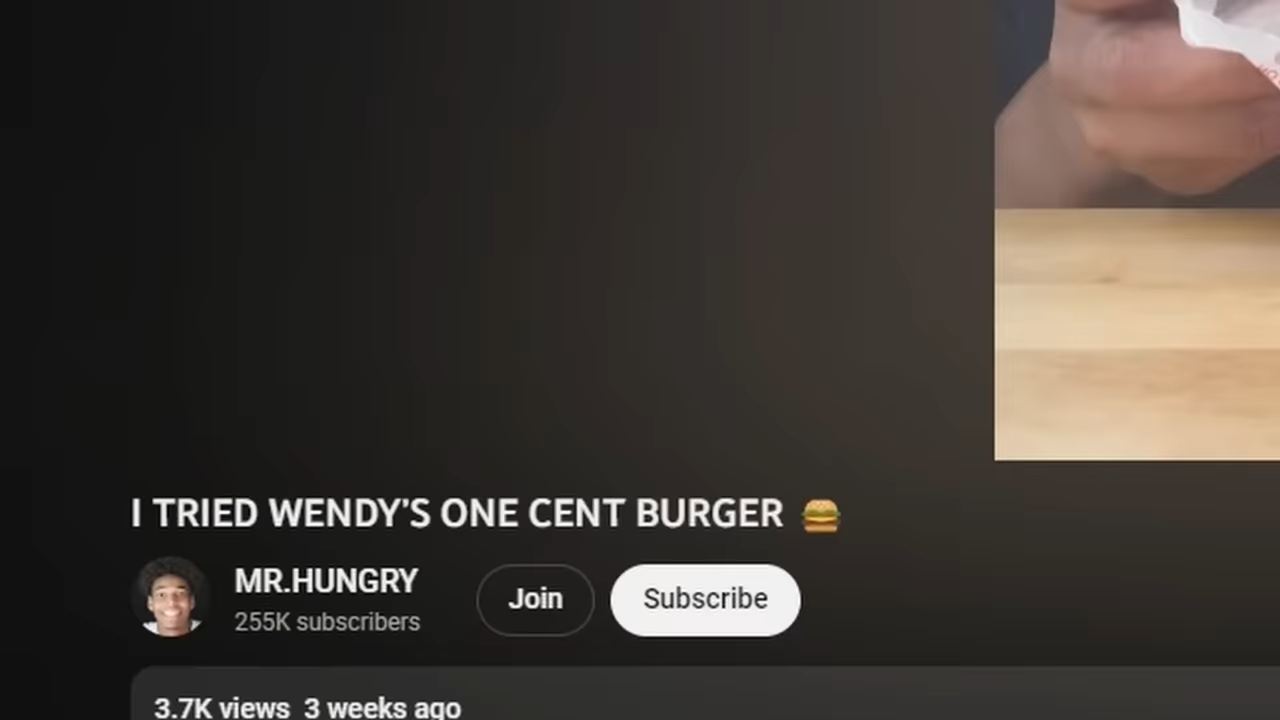 I TRIED WENDY'S ONE CENT BURGER 🍔
MR.HUNGRY
255K subscribers
Join
Subscribe
3.7K views 3 weeks ago